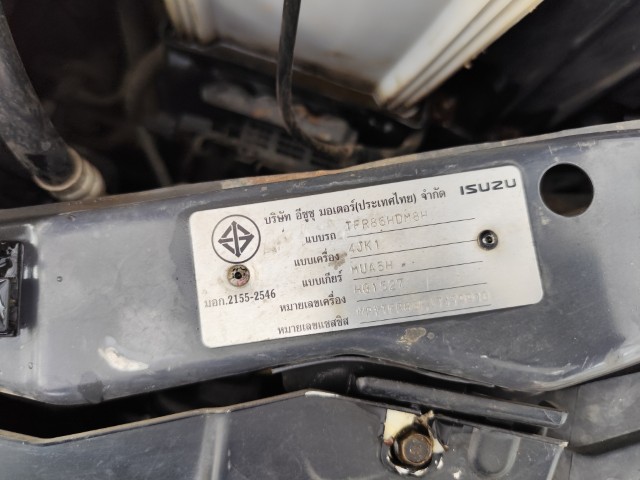 บริษัท อีซูซุ มอเตอร์(ประเทศไทย) จำกัด ISUZU
แบบรถ TFR86HDM8H
แบบเครื่อง 4JK1
แบบเกียร์ MUA5H
มอก.2155-2546
หมายเลขเครื่อง HG1527
หมายเลขแชสซิส